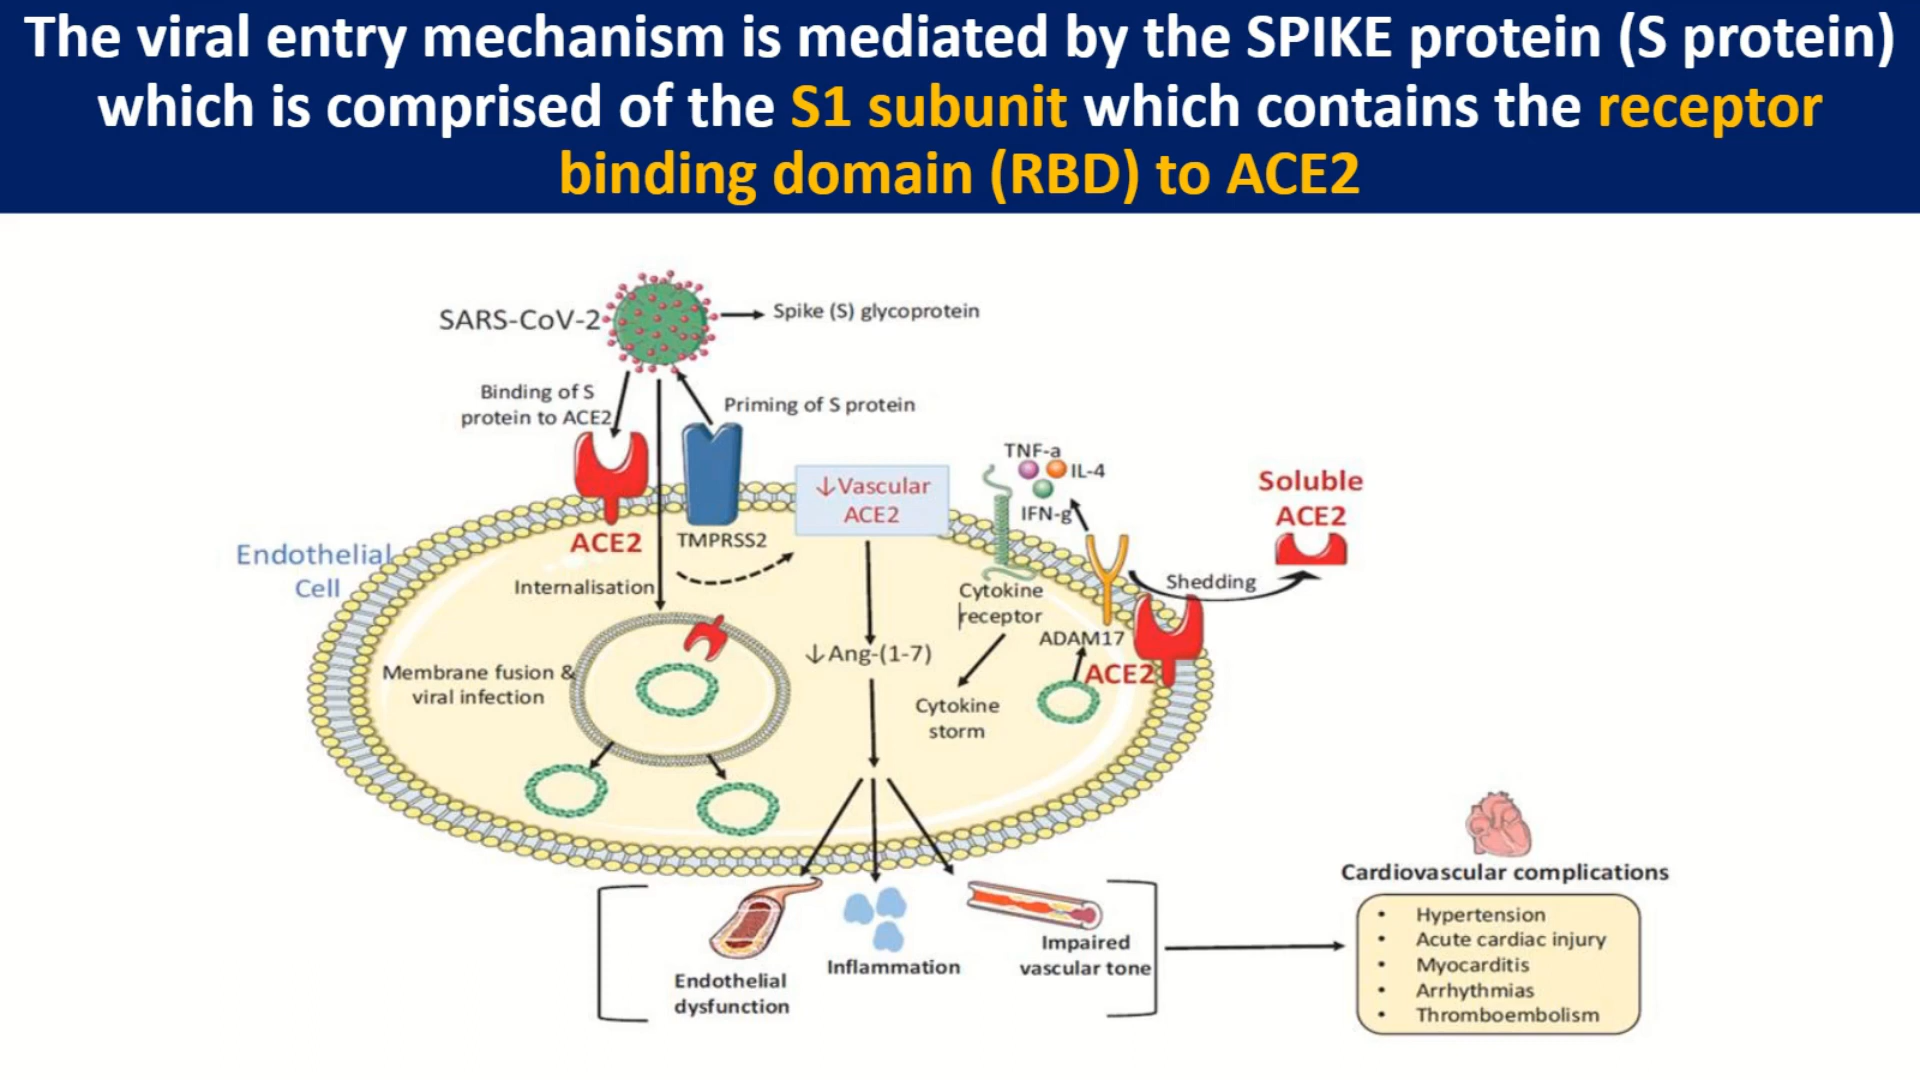 The viral entry mechanism is mediated by the SPIKE protein (S protein)
which is comprised of the S1 subunit which contains the receptor
binding domain (RBD) to ACE2
SARS-CoV-2
Spike (S) glycoprotein
Binding of S
protein to ACE2
Priming of S protein
TNF-a
IL-4
IFN-g
↓Vascular
ACE2
Soluble
ACE2
Endothelial
Cell
ACE2
TMPRSS2
Internalisation
Shedding
Cytokine
receptor
ADAM17
ACE2
↓Ang-(1-7)
Membrane fusion &
viral infection
Cytokine
storm
Endothelial
dysfunction
Inflammation
Impaired
vascular tone
Cardiovascular complications
• Hypertension
• Acute cardiac injury
• Myocarditis
• Arrhythmias
• Thromboembolism